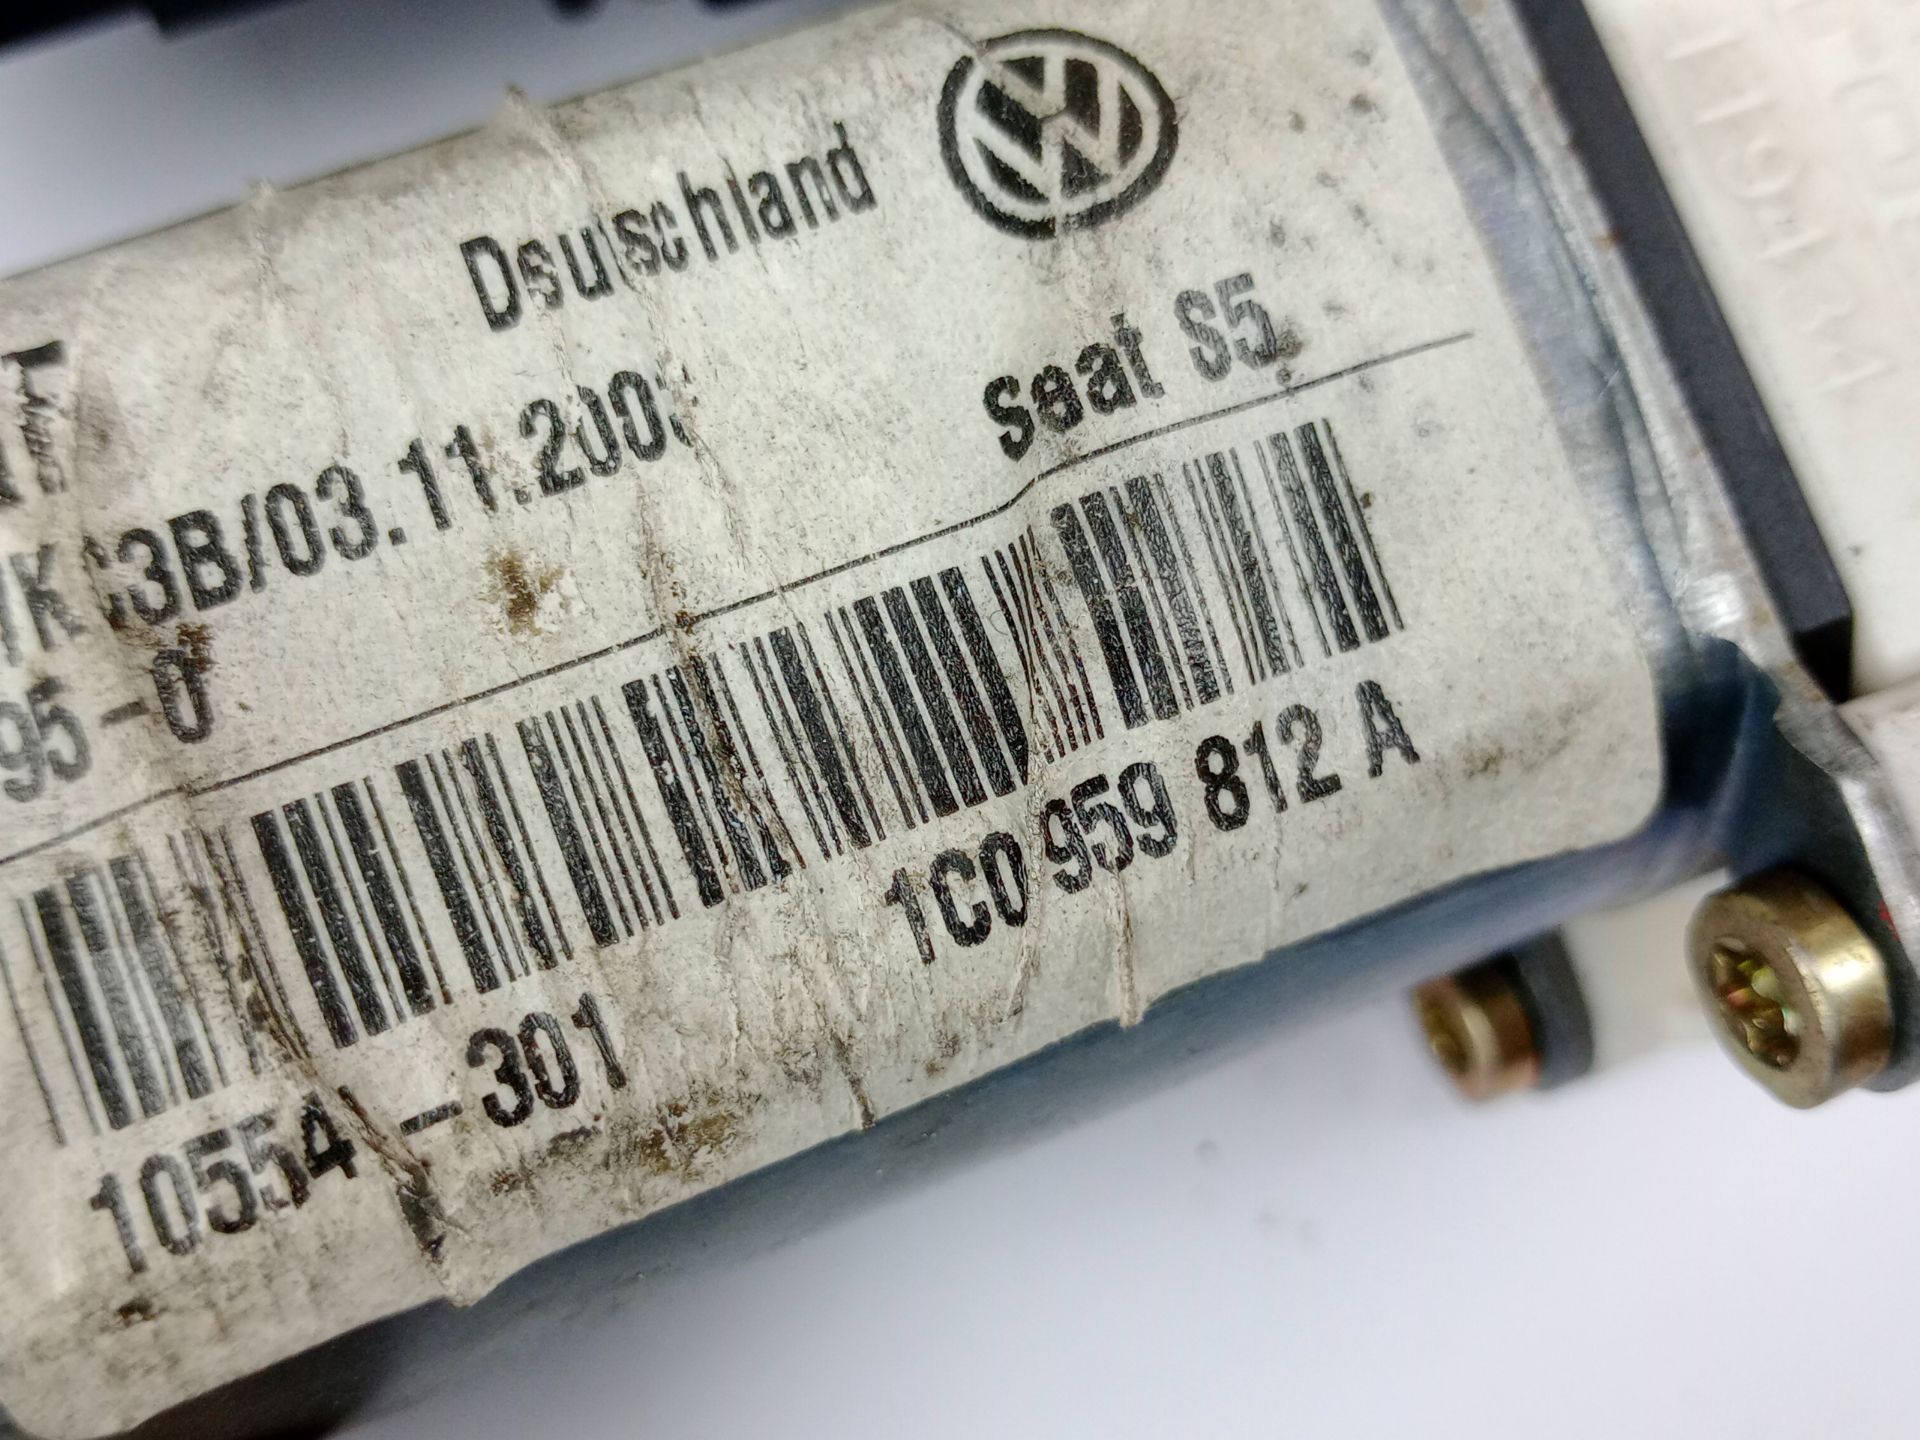 Deutschland
seat S5
3B/03.11.200
95-0
1C0 959 812 A
10554-301